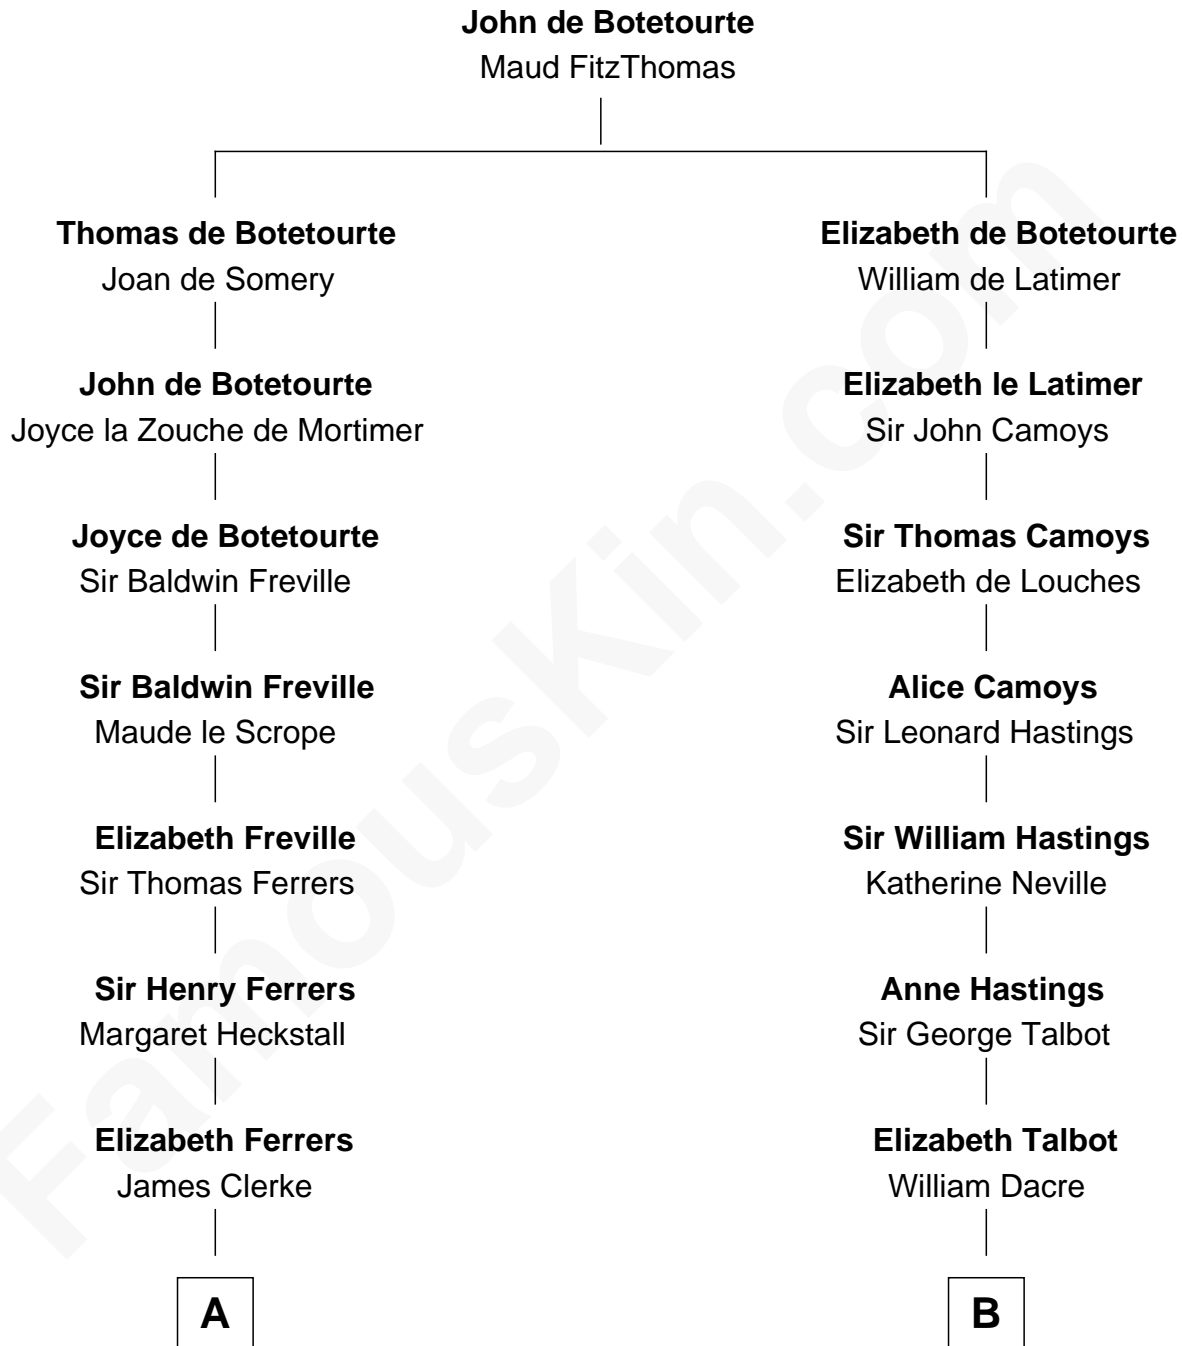 John de Botetourte
Maud FitzThomas
Thomas de Botetourte
Joan de Somery
John de Botetourte
Joyce la Zouche de Mortimer
Joyce de Botetourte
Sir Baldwin Freville
Sir Baldwin Freville
Maude le Scrope
Elizabeth Freville
Sir Thomas Ferrers
Sir Henry Ferrers
Margaret Heckstall
Elizabeth Ferrers
James Clerke
A
Elizabeth de Botetourte
William de Latimer
Elizabeth le Latimer
Sir John Camoys
Sir Thomas Camoys
Elizabeth de Louches
Alice Camoys
Sir Leonard Hastings
Sir William Hastings
Katherine Neville
Anne Hastings
Sir George Talbot
Elizabeth Talbot
William Dacre
B
FamousKin.com